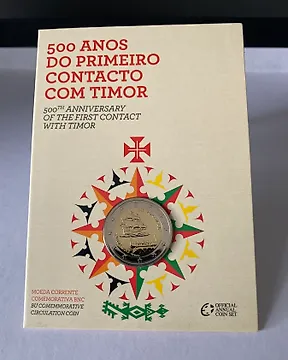 500 ANOS
DO PRIMEIRO
CONTACTO
COM TIMOR
500TH ANNIVERSARY
OF THE FIRST CONTACT
WITH TIMOR
MOEDA CORRENTE
COMEMORATIVA BNC
BU COMMEMORATIVE
CIRCULATION COIN
OFFICIAL
ANNUAL
COIN SET